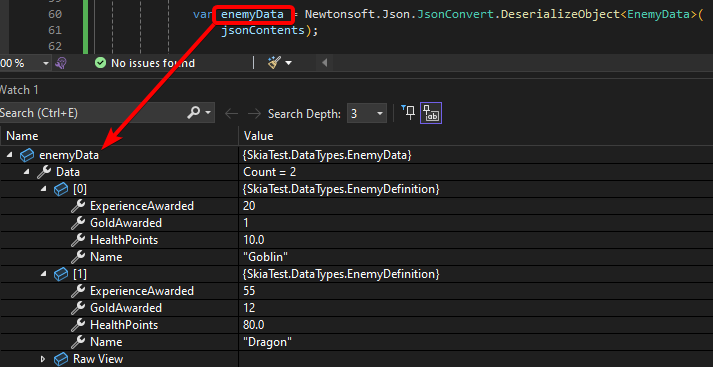 59
60 var enemyData = Newtonsoft.Json.JsonConvert.DeserializeObject<EnemyData>(
61 jsonContents);
62
00 % No issues found
Watch 1
Search (Ctrl+E) Search Depth: 3
Name Value
enemyData {SkiaTest.DataTypes.EnemyData}
Data Count = 2
[0] {SkiaTest.DataTypes.EnemyDefinition}
ExperienceAwarded 20
GoldAwarded 1
HealthPoints 10.0
Name "Goblin"
[1] {SkiaTest.DataTypes.EnemyDefinition}
ExperienceAwarded 55
GoldAwarded 12
HealthPoints 80.0
Name "Dragon"
Raw View